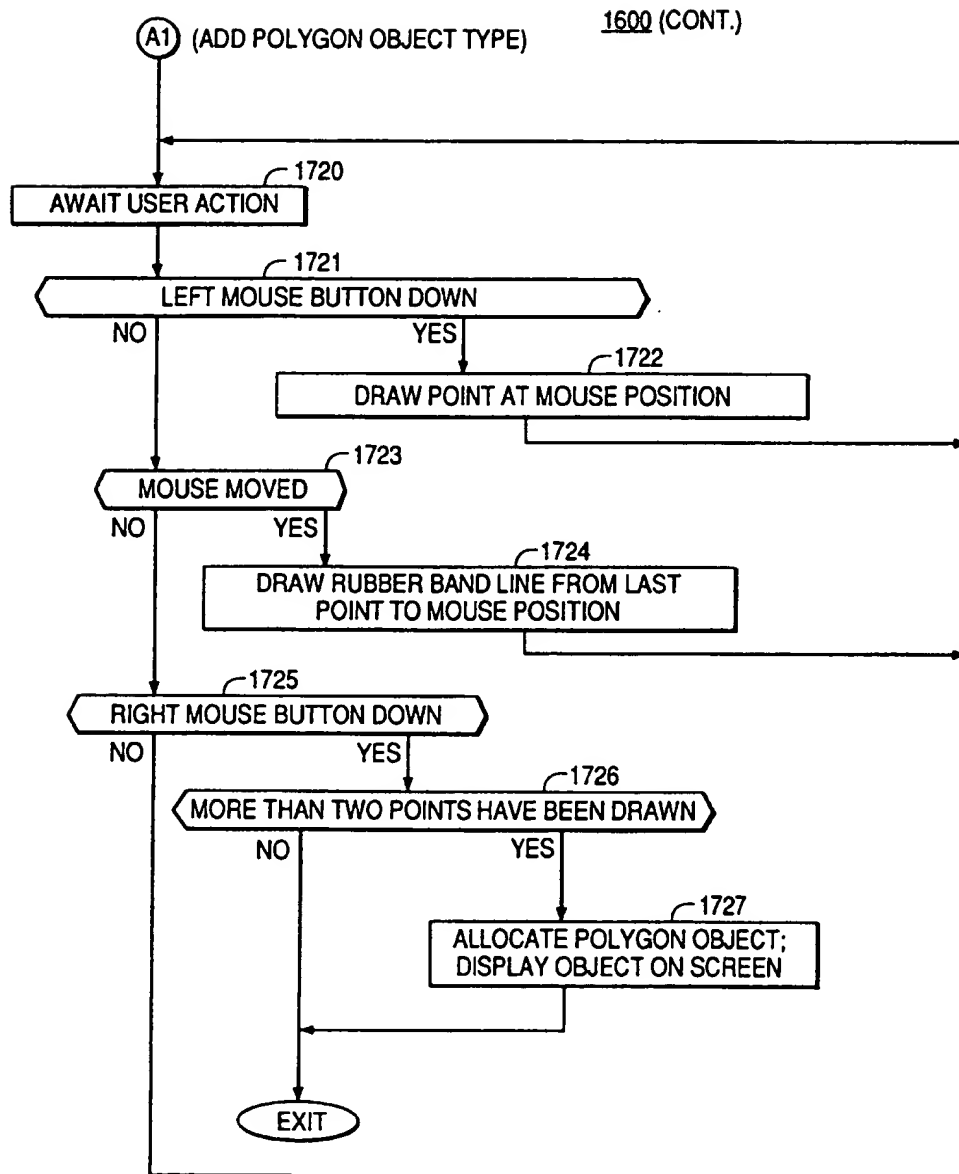 1600 (CONT.)
A1 (ADD POLYGON OBJECT TYPE)
1720
AWAIT USER ACTION
1721
LEFT MOUSE BUTTON DOWN
NO YES
1722
DRAW POINT AT MOUSE POSITION
1723
MOUSE MOVED
NO YES
1724
DRAW RUBBER BAND LINE FROM LAST
POINT TO MOUSE POSITION
1725
RIGHT MOUSE BUTTON DOWN
NO YES
1726
MORE THAN TWO POINTS HAVE BEEN DRAWN
NO YES
1727
ALLOCATE POLYGON OBJECT;
DISPLAY OBJECT ON SCREEN
EXIT